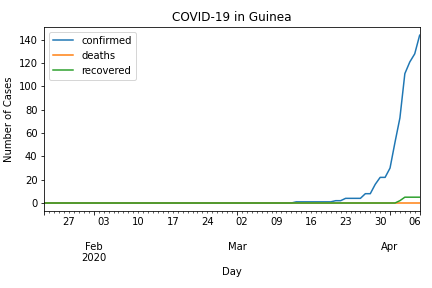 COVID-19 in Guinea
confirmed
deaths
recovered
Number of Cases
140
120
100
80
60
40
20
0
27 03 10 17 24 02 09 16 23 30 06
Feb Mar Apr
2020
Day